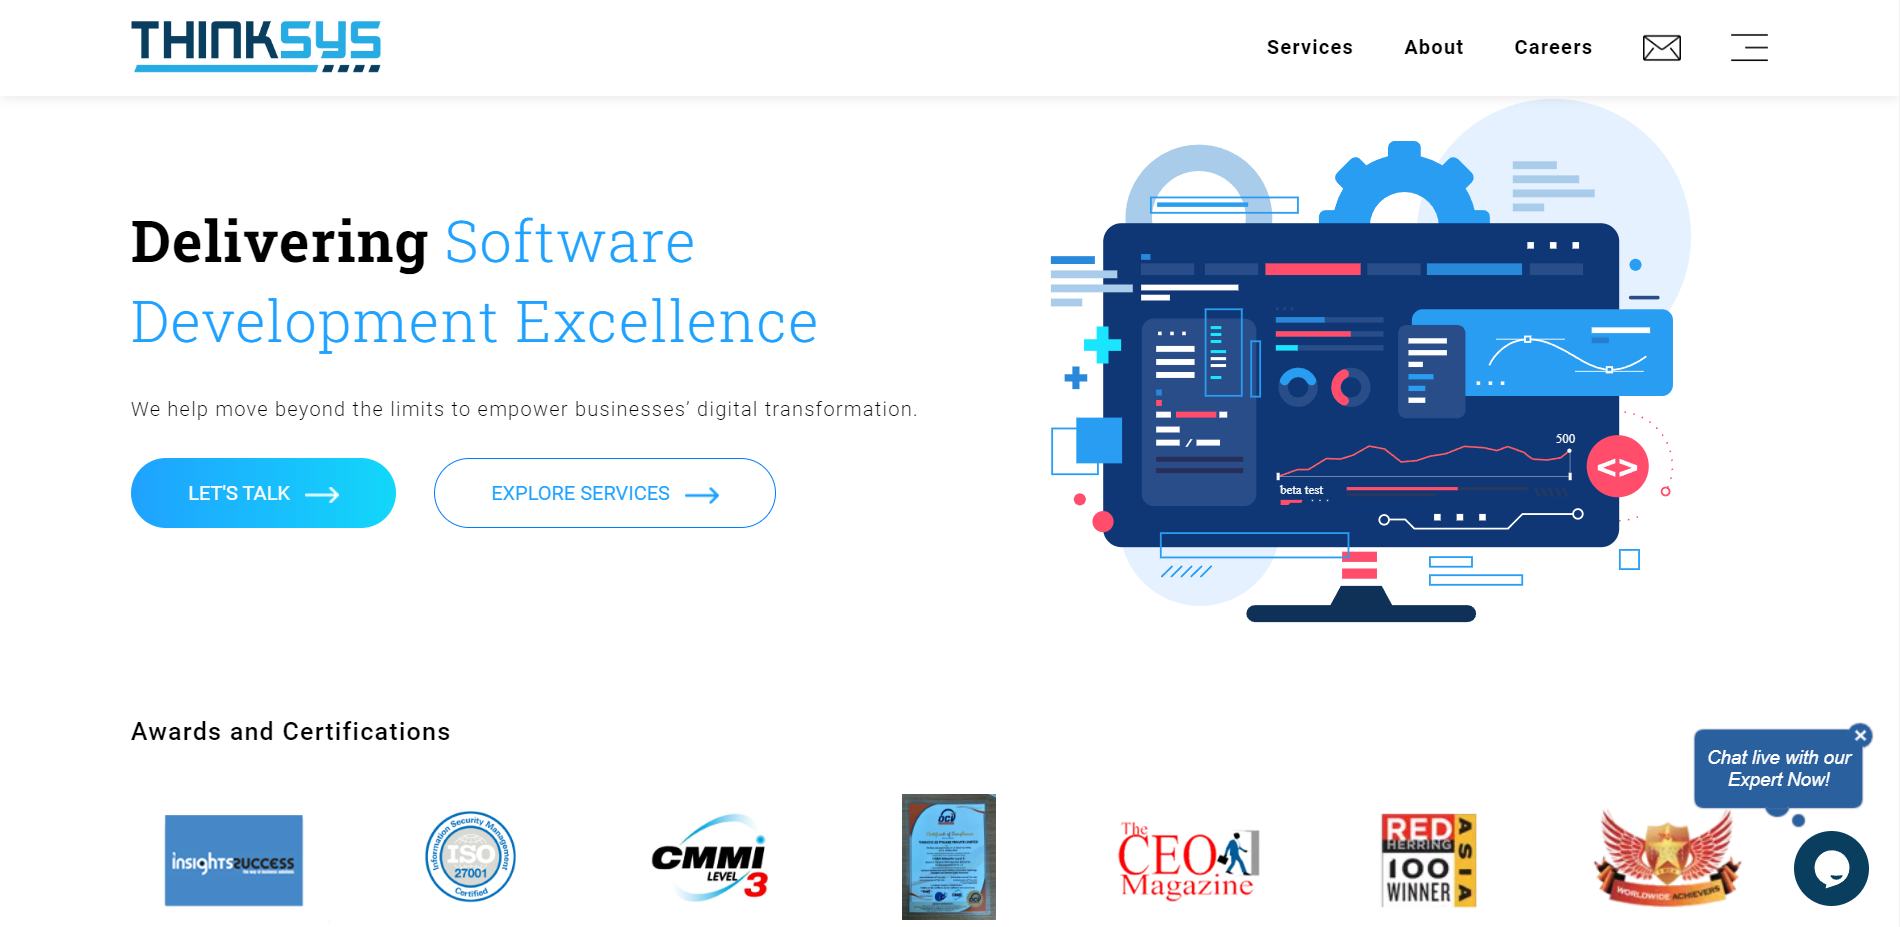 THINKSYS
Services
About
Careers
Delivering Software
Development Excellence
We help move beyond the limits to empower businesses’ digital transformation.
LET'S TALK
EXPLORE SERVICES
500
<>
beta test
Awards and Certifications
Chat live with our
Expert Now!
insightssuccess
Information Security Management
ISO
27001
Certified
CMMi
LEVEL 3
The
CEO
Magazine
RED
HERRING
100
WINNER
ASIA
WORLDWIDE ACHIEVERS